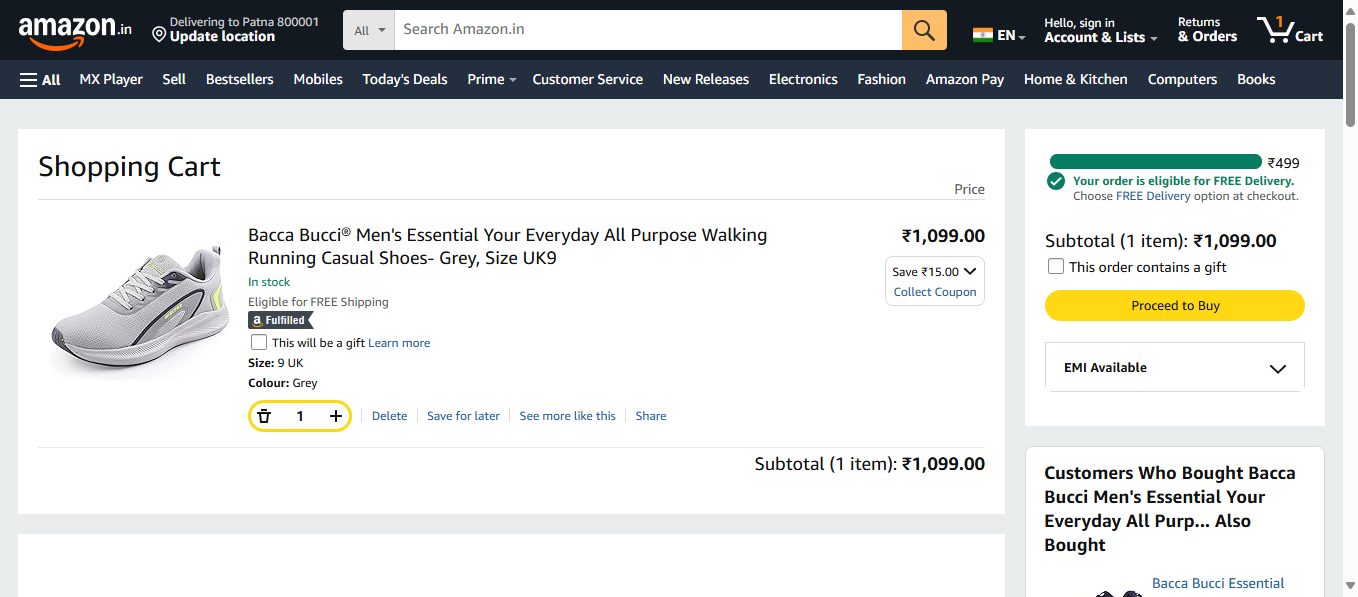 amazon.in
Delivering to Patna 800001
Update location
All
Search Amazon.in
EN
Hello, sign in
Account & Lists
Returns
& Orders
1
Cart
All
MX Player
Sell
Bestsellers
Mobiles
Today's Deals
Prime
Customer Service
New Releases
Electronics
Fashion
Amazon Pay
Home & Kitchen
Computers
Books
Shopping Cart
Price
Bacca Bucci® Men's Essential Your Everyday All Purpose Walking
Running Casual Shoes- Grey, Size UK9
₹1,099.00
In stock
Save ₹15.00
Collect Coupon
Eligible for FREE Shipping
a Fulfilled
This will be a gift Learn more
Size: 9 UK
Colour: Grey
1
Delete
Save for later
See more like this
Share
Subtotal (1 item): ₹1,099.00
₹499
Your order is eligible for FREE Delivery.
Choose FREE Delivery option at checkout.
Subtotal (1 item): ₹1,099.00
This order contains a gift
Proceed to Buy
EMI Available
Customers Who Bought Bacca
Bucci Men's Essential Your
Everyday All Purp... Also
Bought
Bacca Bucci Essential